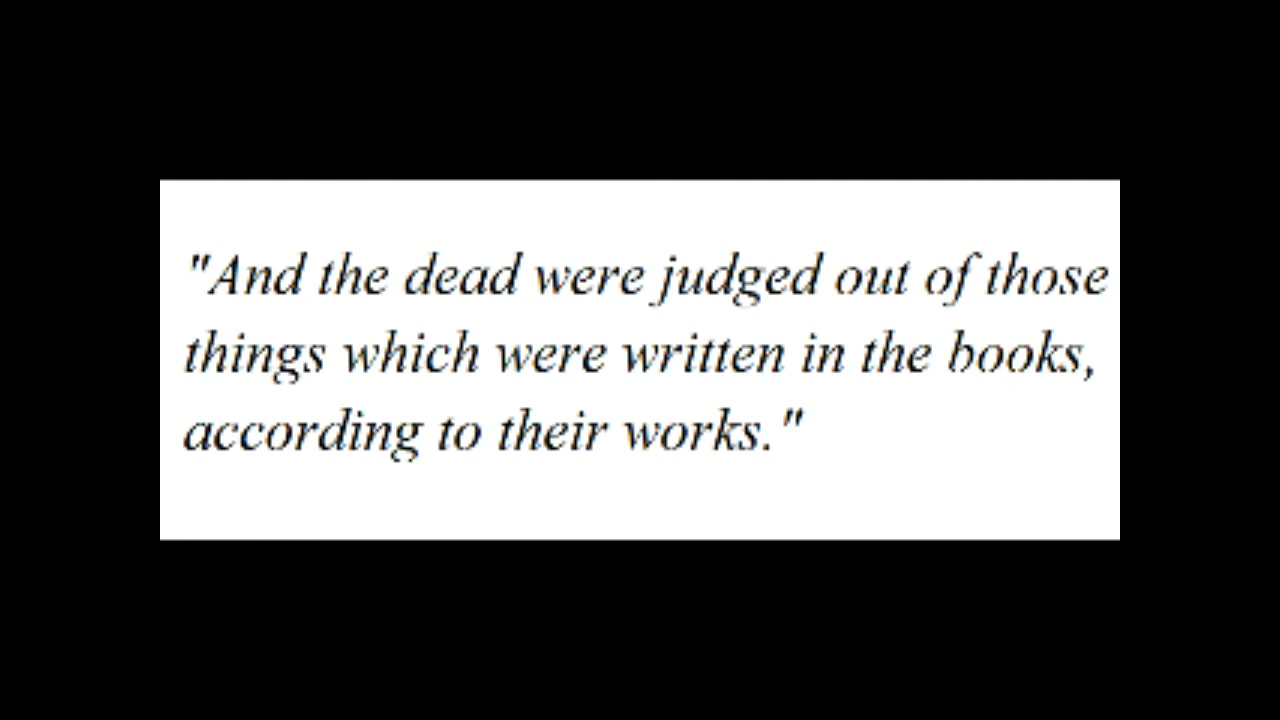 "And the dead were judged out of those
things which were written in the books,
according to their works."